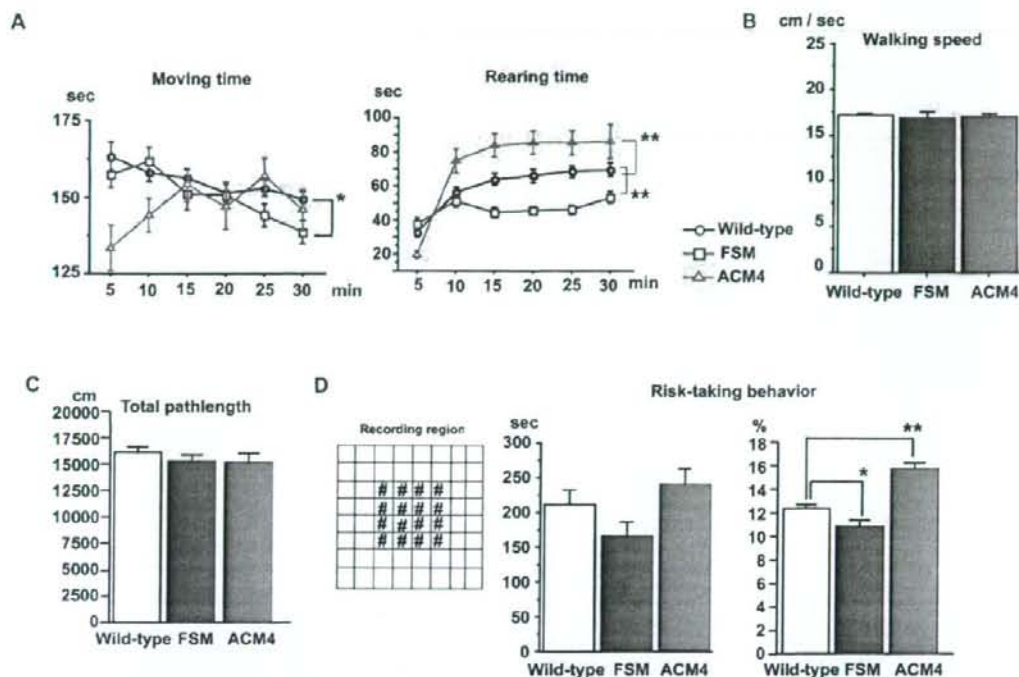 A
Moving time
sec
175
150
125
5 10 15 20 25 30 min
*
Rearing time
sec
100
80
60
40
20
5 10 15 20 25 30 min
**
**
Wild-type
FSM
ACM4
B
cm / sec
Walking speed
25
20
15
10
5
0
Wild-type FSM ACM4
C
cm
Total pathlength
20000
17500
15000
12500
10000
7500
5000
2500
0
Wild-type FSM ACM4
D
Risk-taking behavior
Recording region
# # # #
# # # #
# # # #
# # # #
sec
300
250
200
150
100
50
0
Wild-type FSM ACM4
%
18
16
14
12
10
8
6
4
2
0
*
**
Wild-type FSM ACM4